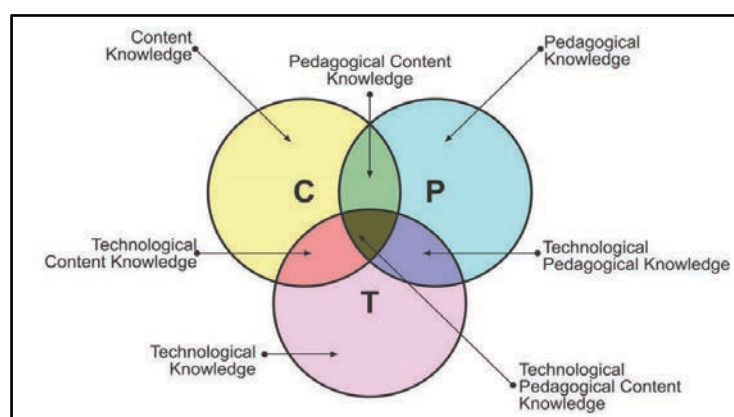 Content
Knowledge
Pedagogical Content
Knowledge
Pedagogical
Knowledge
C
P
Technological
Content Knowledge
Technological
Pedagogical Knowledge
T
Technological
Knowledge
Technological
Pedagogical Content
Knowledge